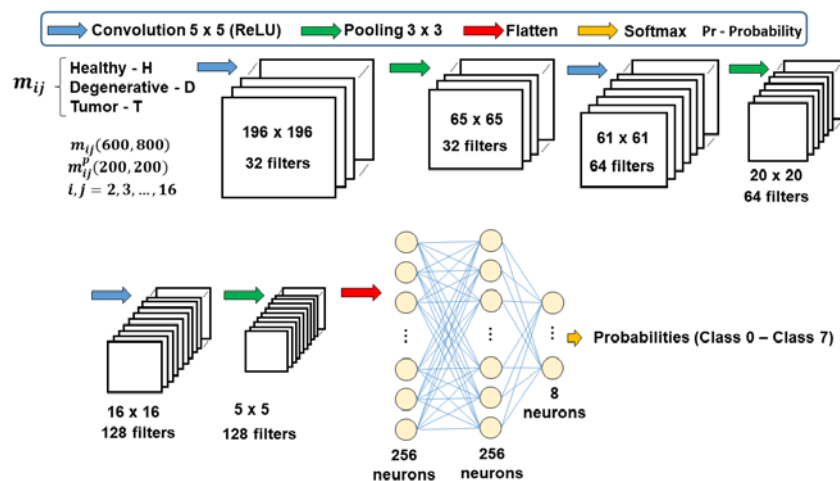 Convolution 5 x 5 (ReLU) Pooling 3 x 3 Flatten Softmax Pr - Probability
m_ij
Healthy - H
Degenerative - D
Tumor - T
m_ij(600, 800)
m_ij^p(200, 200)
i, j = 2, 3, ..., 16
196 x 196
32 filters
65 x 65
32 filters
61 x 61
64 filters
20 x 20
64 filters
16 x 16
128 filters
5 x 5
128 filters
256
neurons
256
neurons
8
neurons
Probabilities (Class 0 – Class 7)